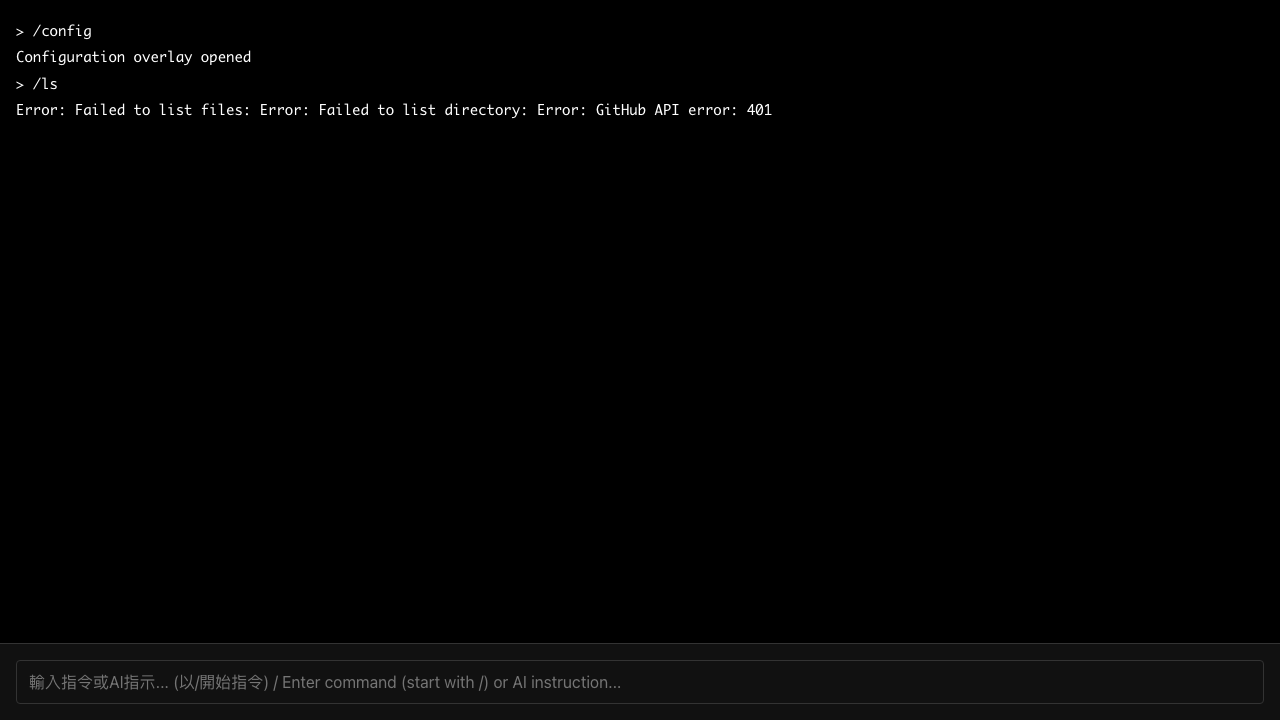 > /config
Configuration overlay opened
> /ls
Error: Failed to list files: Error: Failed to list directory: Error: GitHub API error: 401
輸入指令或AI指示... (以/開始指令) / Enter command (start with /) or AI instruction...